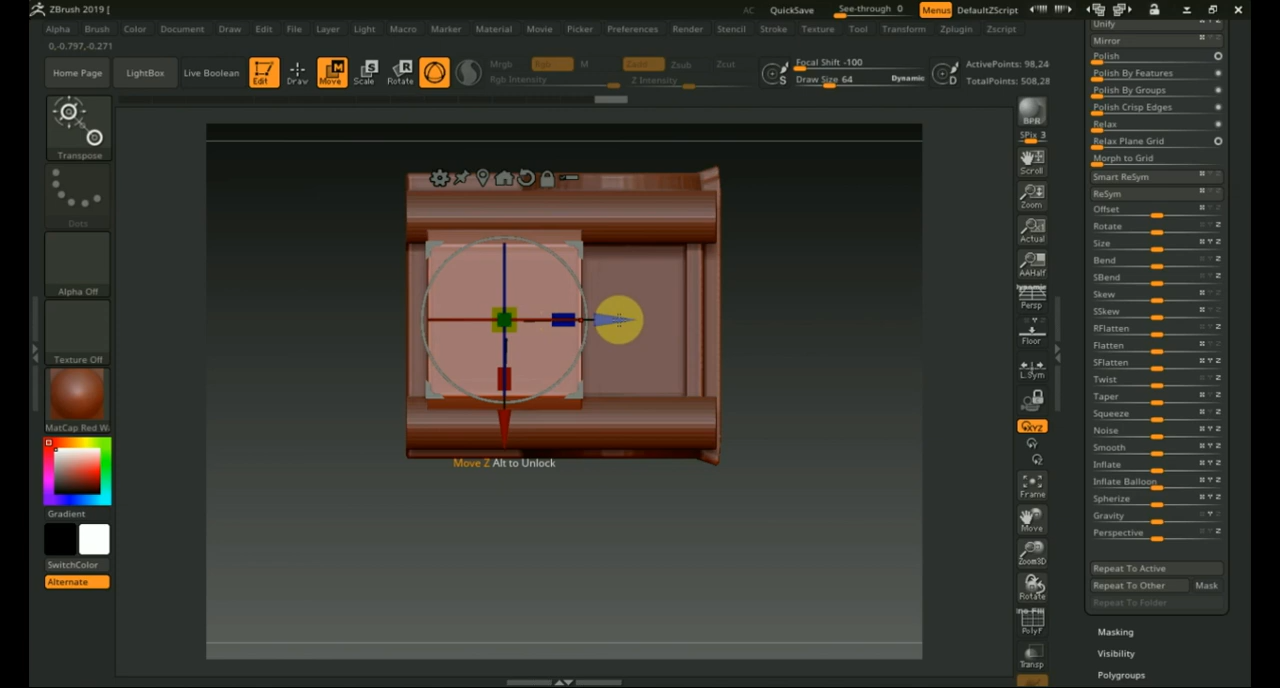 ZBrush 2019 [
AC QuickSave See-through 0 Menus DefaultZScript
Alpha Brush Color Document Draw Edit File Layer Light Macro Marker Material Movie Picker Preferences Render Stencil Stroke Texture Tool Transform Zplugin Zscript
0,-0.797,-0.271
Home Page LightBox Live Boolean Edit Draw Move Scale Rotate
Mrgb Rgb M Zadd Zsub Zcut
Rgb Intensity Z Intensity
S Focal Shift -100
Draw Size 64 Dynamic
D ActivePoints: 98,24
TotalPoints: 508,28
Transpose
Dots
Alpha Off
Texture Off
MatCap Red Wa
Gradient
SwitchColor
Alternate
Move Z Alt to Unlock
BPR
SPix 3
Scroll
Zoom
Actual
AAHalf
Dynamic
Persp
Floor
L.Sym
XYZ
Frame
Move
Zoom3D
Rotate
Line Fill
PolyF
Transp
Unify
Mirror
Polish
Polish By Features
Polish By Groups
Polish Crisp Edges
Relax
Relax Plane Grid
Morph to Grid
Smart ReSym
ReSym
Offset
Rotate
Size
Bend
SBend
Skew
SSkew
RFlatten
Flatten
SFlatten
Twist
Taper
Squeeze
Noise
Smooth
Inflate
Inflate Balloon
Spherize
Gravity
Perspective
Repeat To Active
Repeat To Other Mask
Repeat To Folder
Masking
Visibility
Polygroups